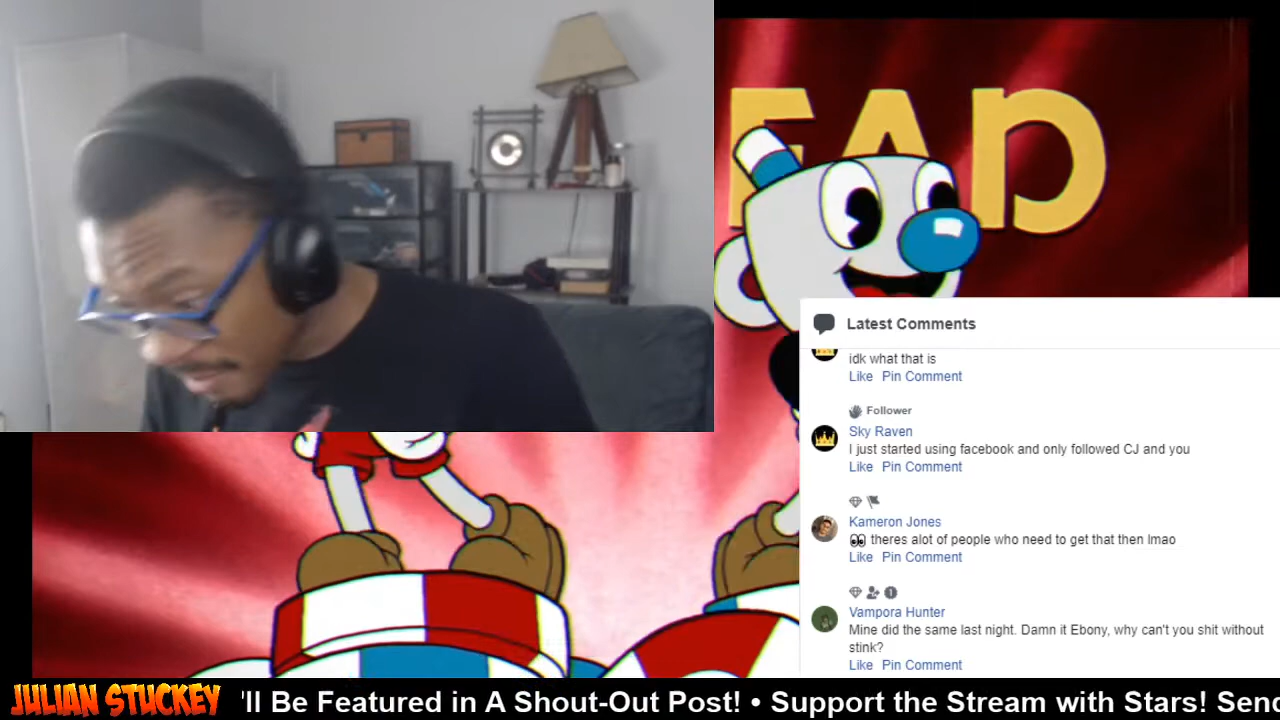 EAD
Latest Comments
idk what that is
Like Pin Comment
Follower
Sky Raven
I just started using facebook and only followed CJ and you
Like Pin Comment
Kameron Jones
👀 theres alot of people who need to get that then lmao
Like Pin Comment
Vampora Hunter
Mine did the same last night. Damn it Ebony, why can't you shit without
stink?
Like Pin Comment
JULIAN STUCKEY
'll Be Featured in A Shout-Out Post! • Support the Stream with Stars! Send